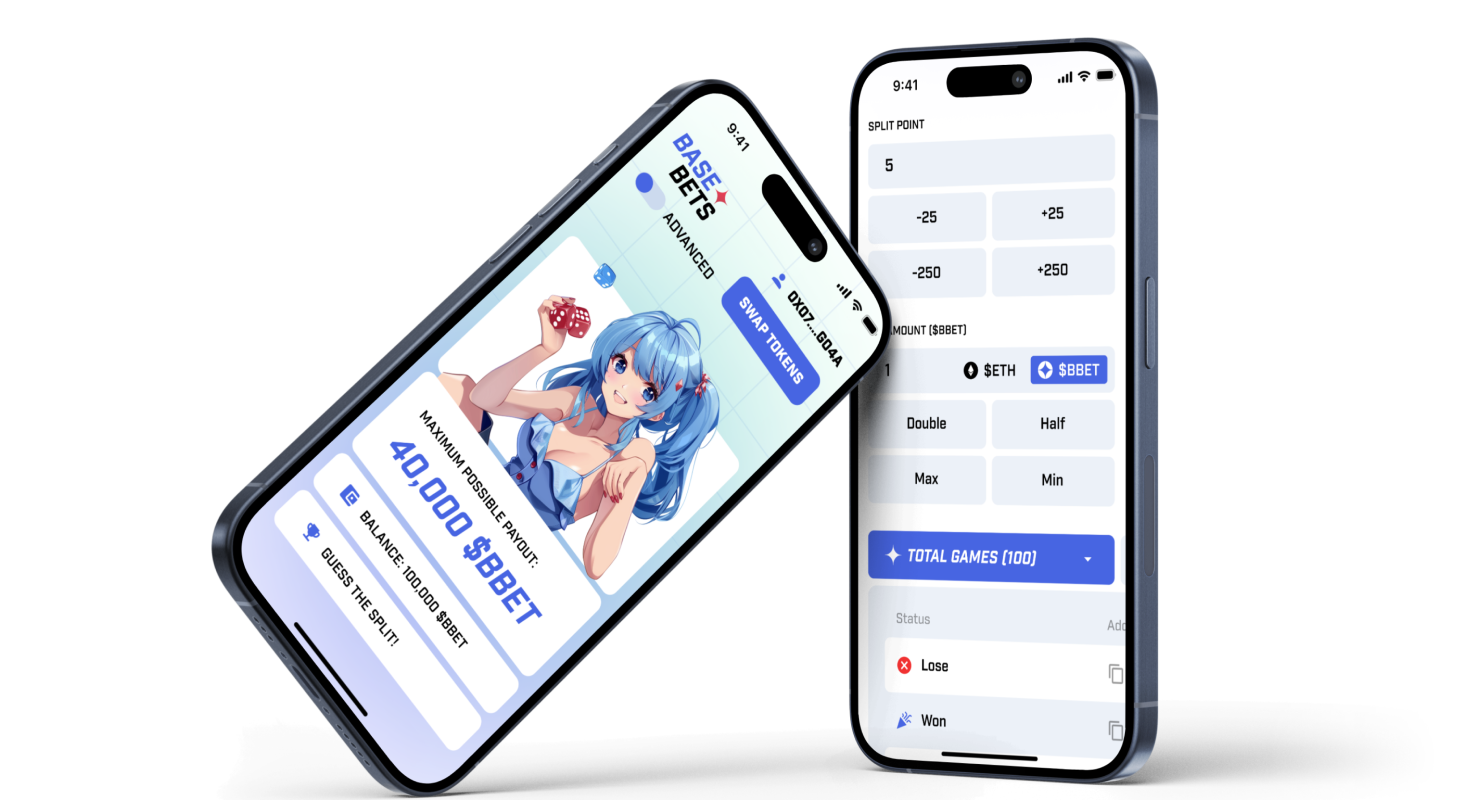 9:41
BASE
BETS
ADVANCED
0X07....G04A
SWAP TOKENS
MAXIMUM POSSIBLE PAYOUT:
40,000 $BBET
BALANCE: 100,000 $BBET
GUESS THE SPLIT!
9:41
SPLIT POINT
5
-25 +25
-250 +250
MOUNT ($BBET)
1 $ETH $BBET
Double Half
Max Min
TOTAL GAMES (100)
Status Add
Lose
Won